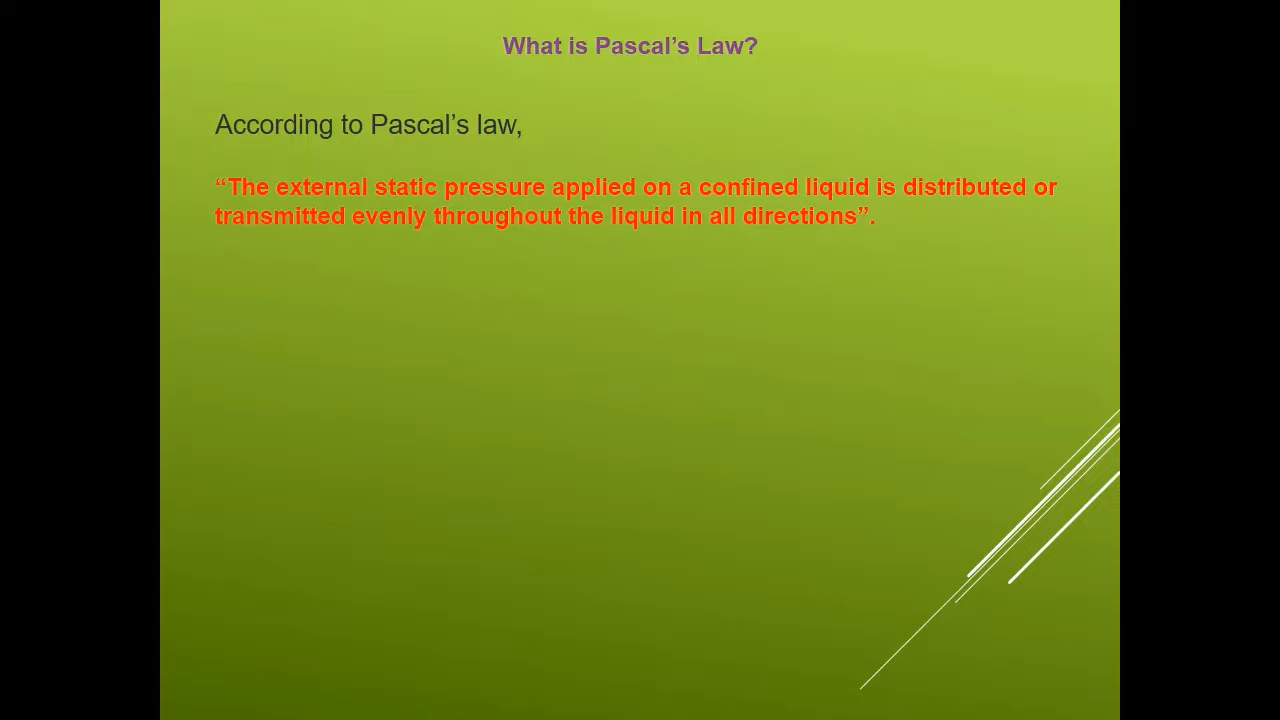 What is Pascal’s Law?
According to Pascal’s law,
“The external static pressure applied on a confined liquid is distributed or
transmitted evenly throughout the liquid in all directions”.